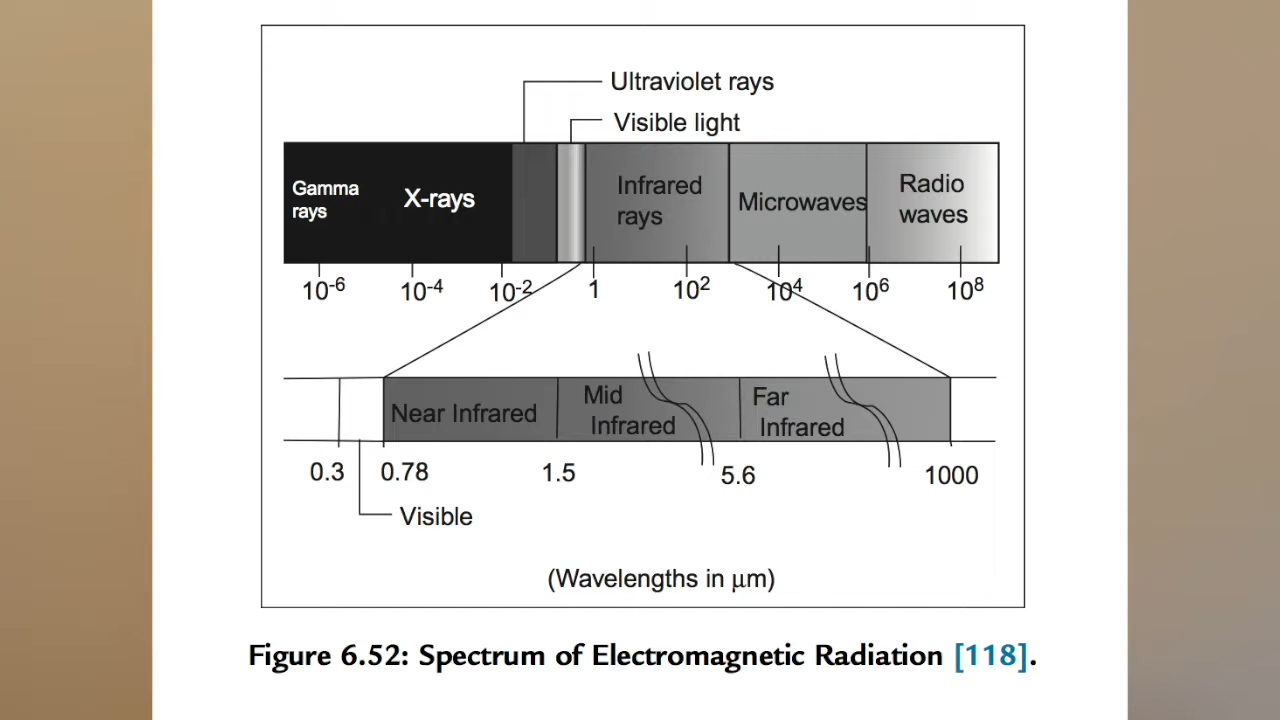 Ultraviolet rays
Visible light
Gamma
rays
X-rays
Infrared
rays
Microwaves
Radio
waves
10-6
10-4
10-2
1
102
104
106
108
Near Infrared
Mid
Infrared
Far
Infrared
0.3
0.78
1.5
5.6
1000
Visible
(Wavelengths in μm)
Figure 6.52: Spectrum of Electromagnetic Radiation [118].